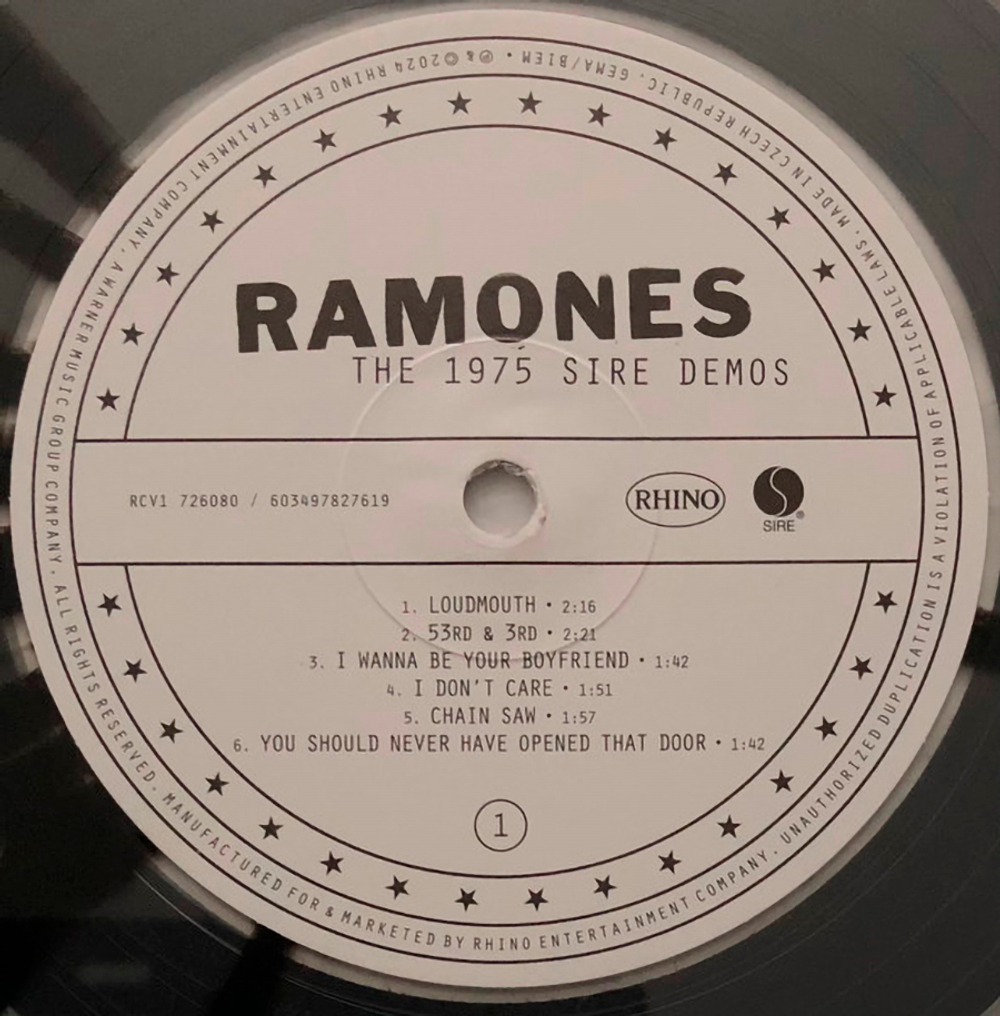 RAMONES
THE 1975 SIRE DEMOS
RCV1 726080 / 603497827619
RHINO
SIRE
1. LOUDMOUTH • 2:16
2. 53RD & 3RD • 2:21
3. I WANNA BE YOUR BOYFRIEND • 1:42
4. I DON'T CARE • 1:51
5. CHAIN SAW • 1:57
6. YOU SHOULD NEVER HAVE OPENED THAT DOOR • 1:42
1
℗ & © 2024 RHINO ENTERTAINMENT COMPANY. A WARNER MUSIC GROUP COMPANY. ALL RIGHTS RESERVED. MANUFACTURED FOR & MARKETED BY RHINO ENTERTAINMENT COMPANY. UNAUTHORIZED DUPLICATION IS A VIOLATION OF APPLICABLE LAWS. MADE IN CZECH REPUBLIC. GEMA/BIEM •